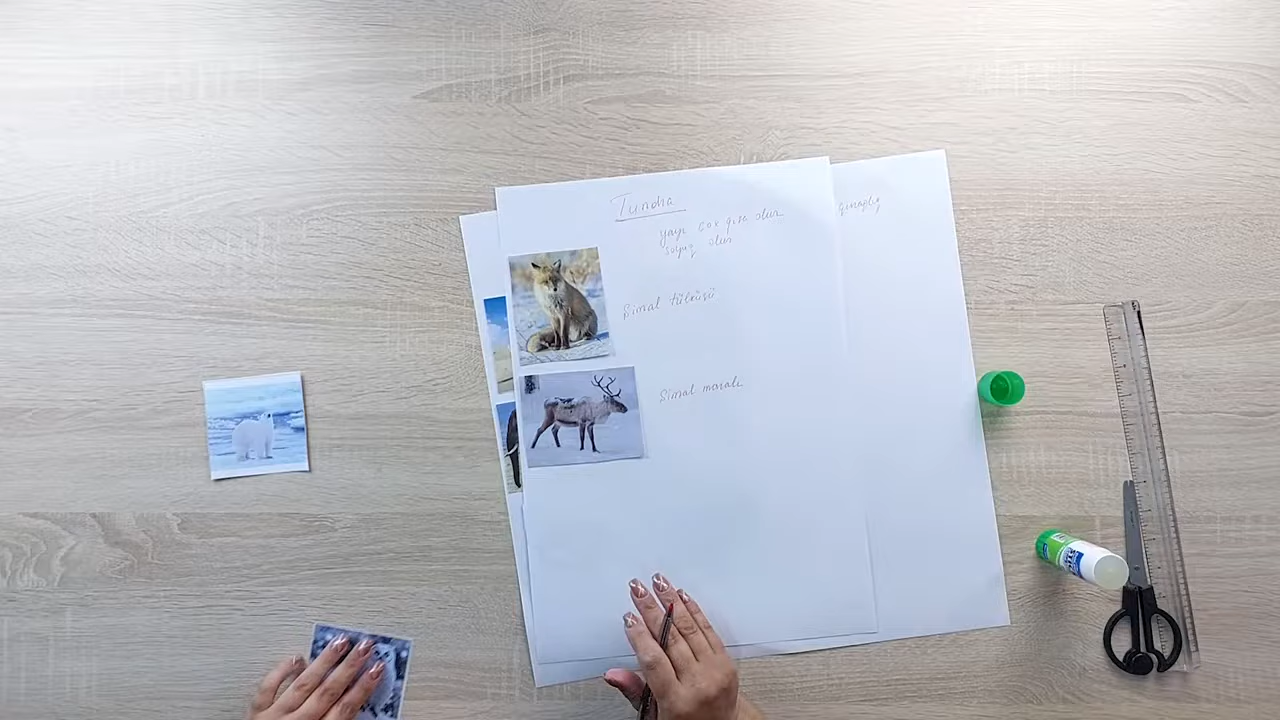 Tundra
yayı çox qısa olur
soyuq olur
Şimal tülküsü
Şimal maralı